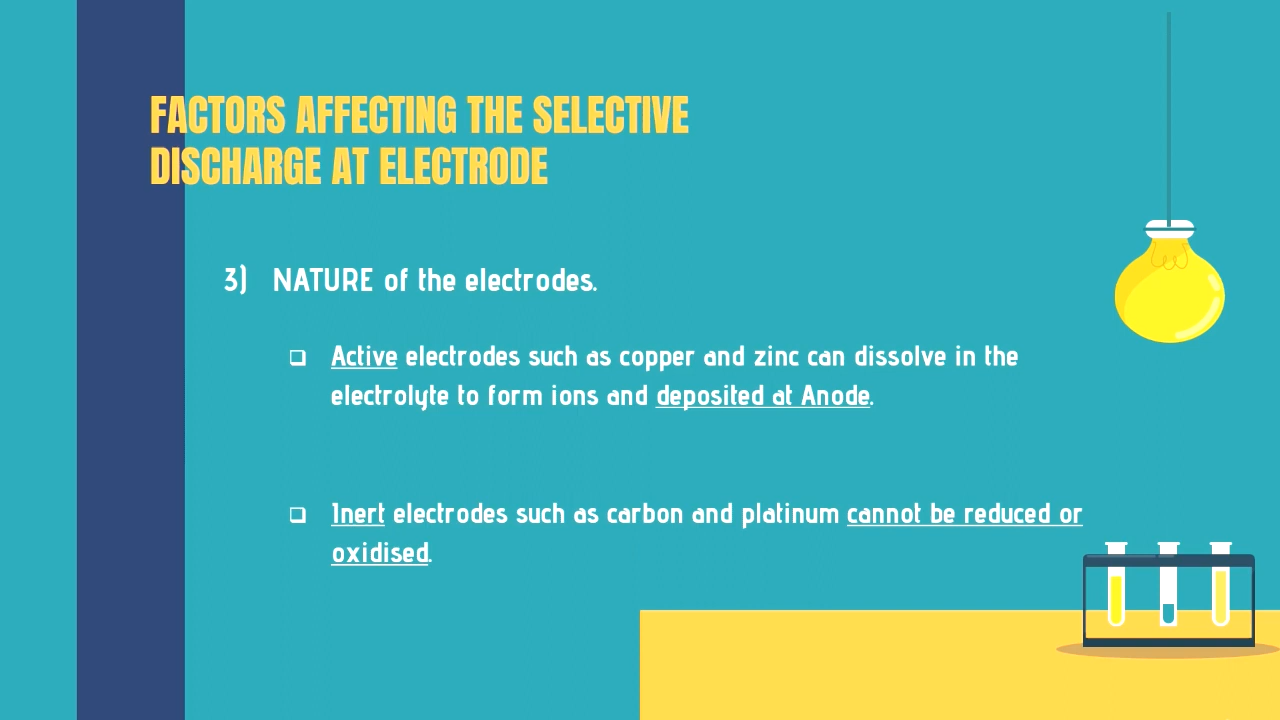 FACTORS AFFECTING THE SELECTIVE
DISCHARGE AT ELECTRODE
3) NATURE of the electrodes.
❑ Active electrodes such as copper and zinc can dissolve in the
electrolyte to form ions and deposited at Anode.
❑ Inert electrodes such as carbon and platinum cannot be reduced or
oxidised.